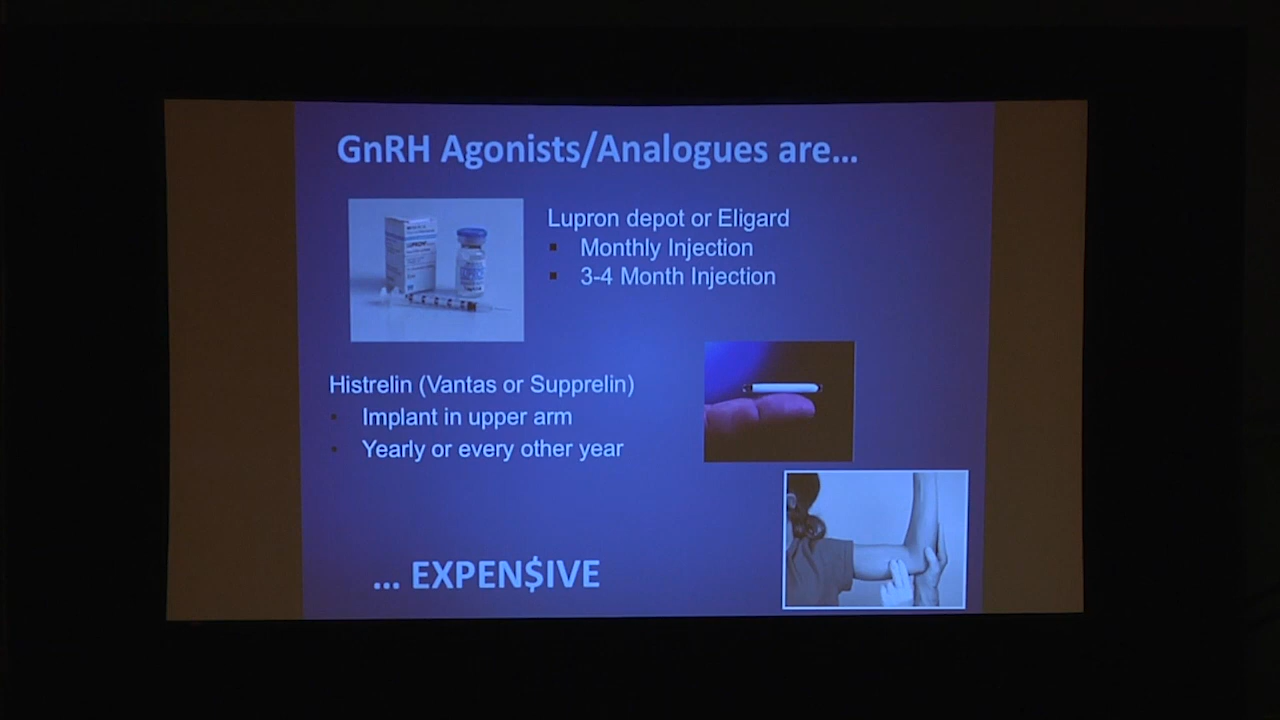 GnRH Agonists/Analogues are...
Lupron depot or Eligard
Monthly Injection
3-4 Month Injection
LUPRON
Histrelin (Vantas or Supprelin)
Implant in upper arm
Yearly or every other year
... EXPEN$IVE